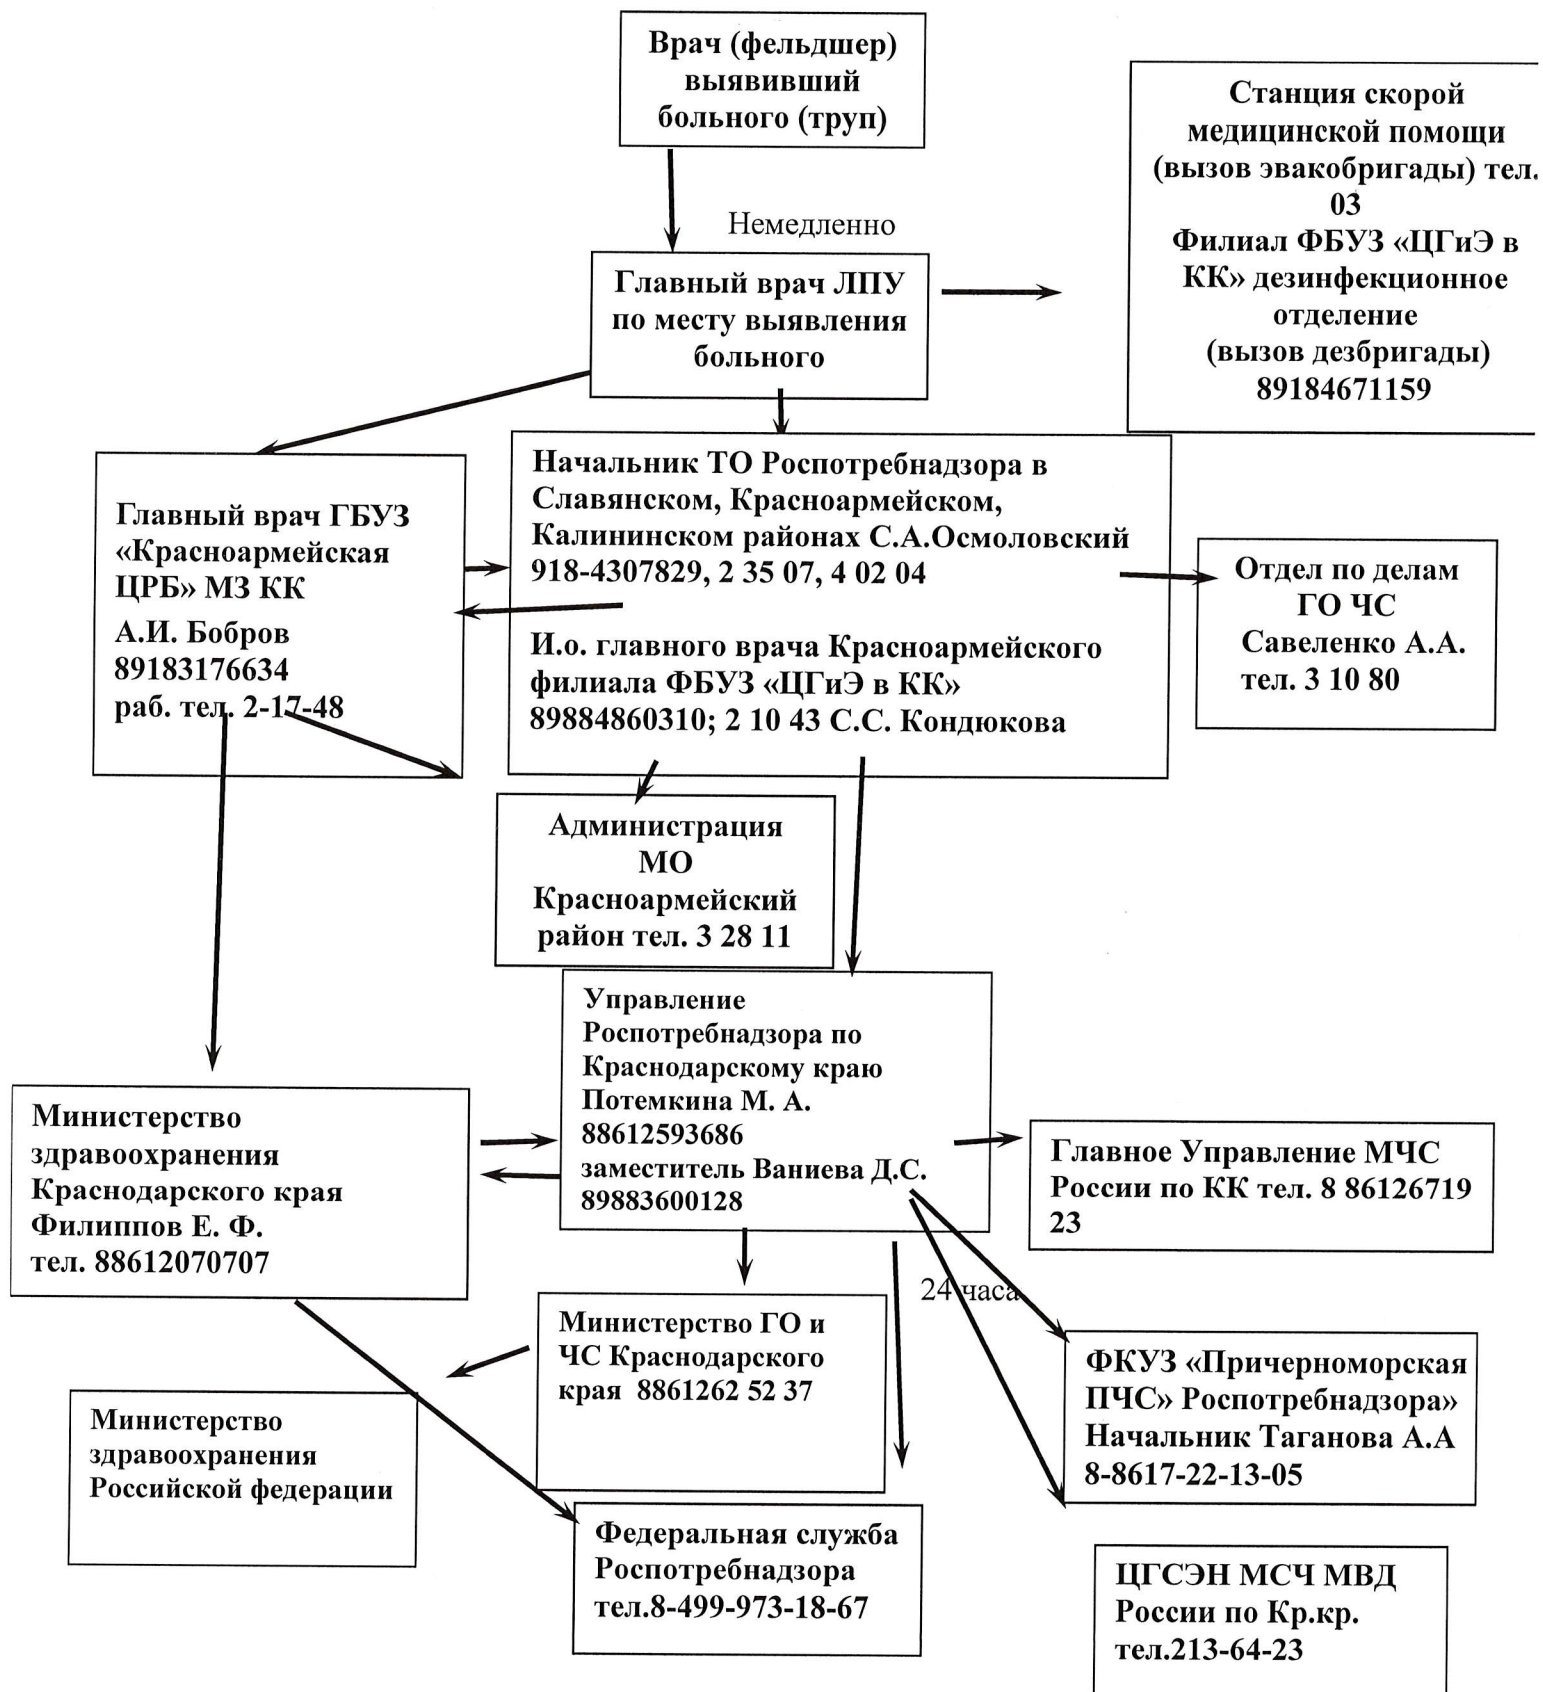 Врач (фельдшер)
выявивший
больного (труп)
Станция скорой
медицинской помощи
(вызов эвакобригады) тел.
03
Филиал ФБУЗ «ЦГиЭ в
КК» дезинфекционное
отделение
(вызов дезбригады)
89184671159
Немедленно
Главный врач ЛПУ
по месту выявления
больного
Главный врач ГБУЗ
«Красноармейская
ЦРБ» МЗ КК
А.И. Бобров
89183176634
раб. тел. 2-17-48
Начальник ТО Роспотребнадзора в
Славянском, Красноармейском,
Калининском районах С.А.Осмоловский
918-4307829, 2 35 07, 4 02 04
И.о. главного врача Красноармейского
филиала ФБУЗ «ЦГиЭ в КК»
89884860310; 2 10 43 С.С. Кондюкова
Отдел по делам
ГО ЧС
Савеленко А.А.
тел. 3 10 80
Администрация
МО
Красноармейский
район тел. 3 28 11
Управление
Роспотребнадзора по
Краснодарскому краю
Потемкина М. А.
88612593686
заместитель Ваниева Д.С.
89883600128
Министерство
здравоохранения
Краснодарского края
Филиппов Е. Ф.
тел. 88612070707
Главное Управление МЧС
России по КК тел. 8 86126719
23
24 часа
Министерство ГО и
ЧС Краснодарского
края 8861262 52 37
ФКУЗ «Причерноморская
ПЧС» Роспотребнадзора»
Начальник Таганова А.А
8-8617-22-13-05
Министерство
здравоохранения
Российской федерации
Федеральная служба
Роспотребнадзора
тел.8-499-973-18-67
ЦГСЭН МСЧ МВД
России по Кр.кр.
тел.213-64-23